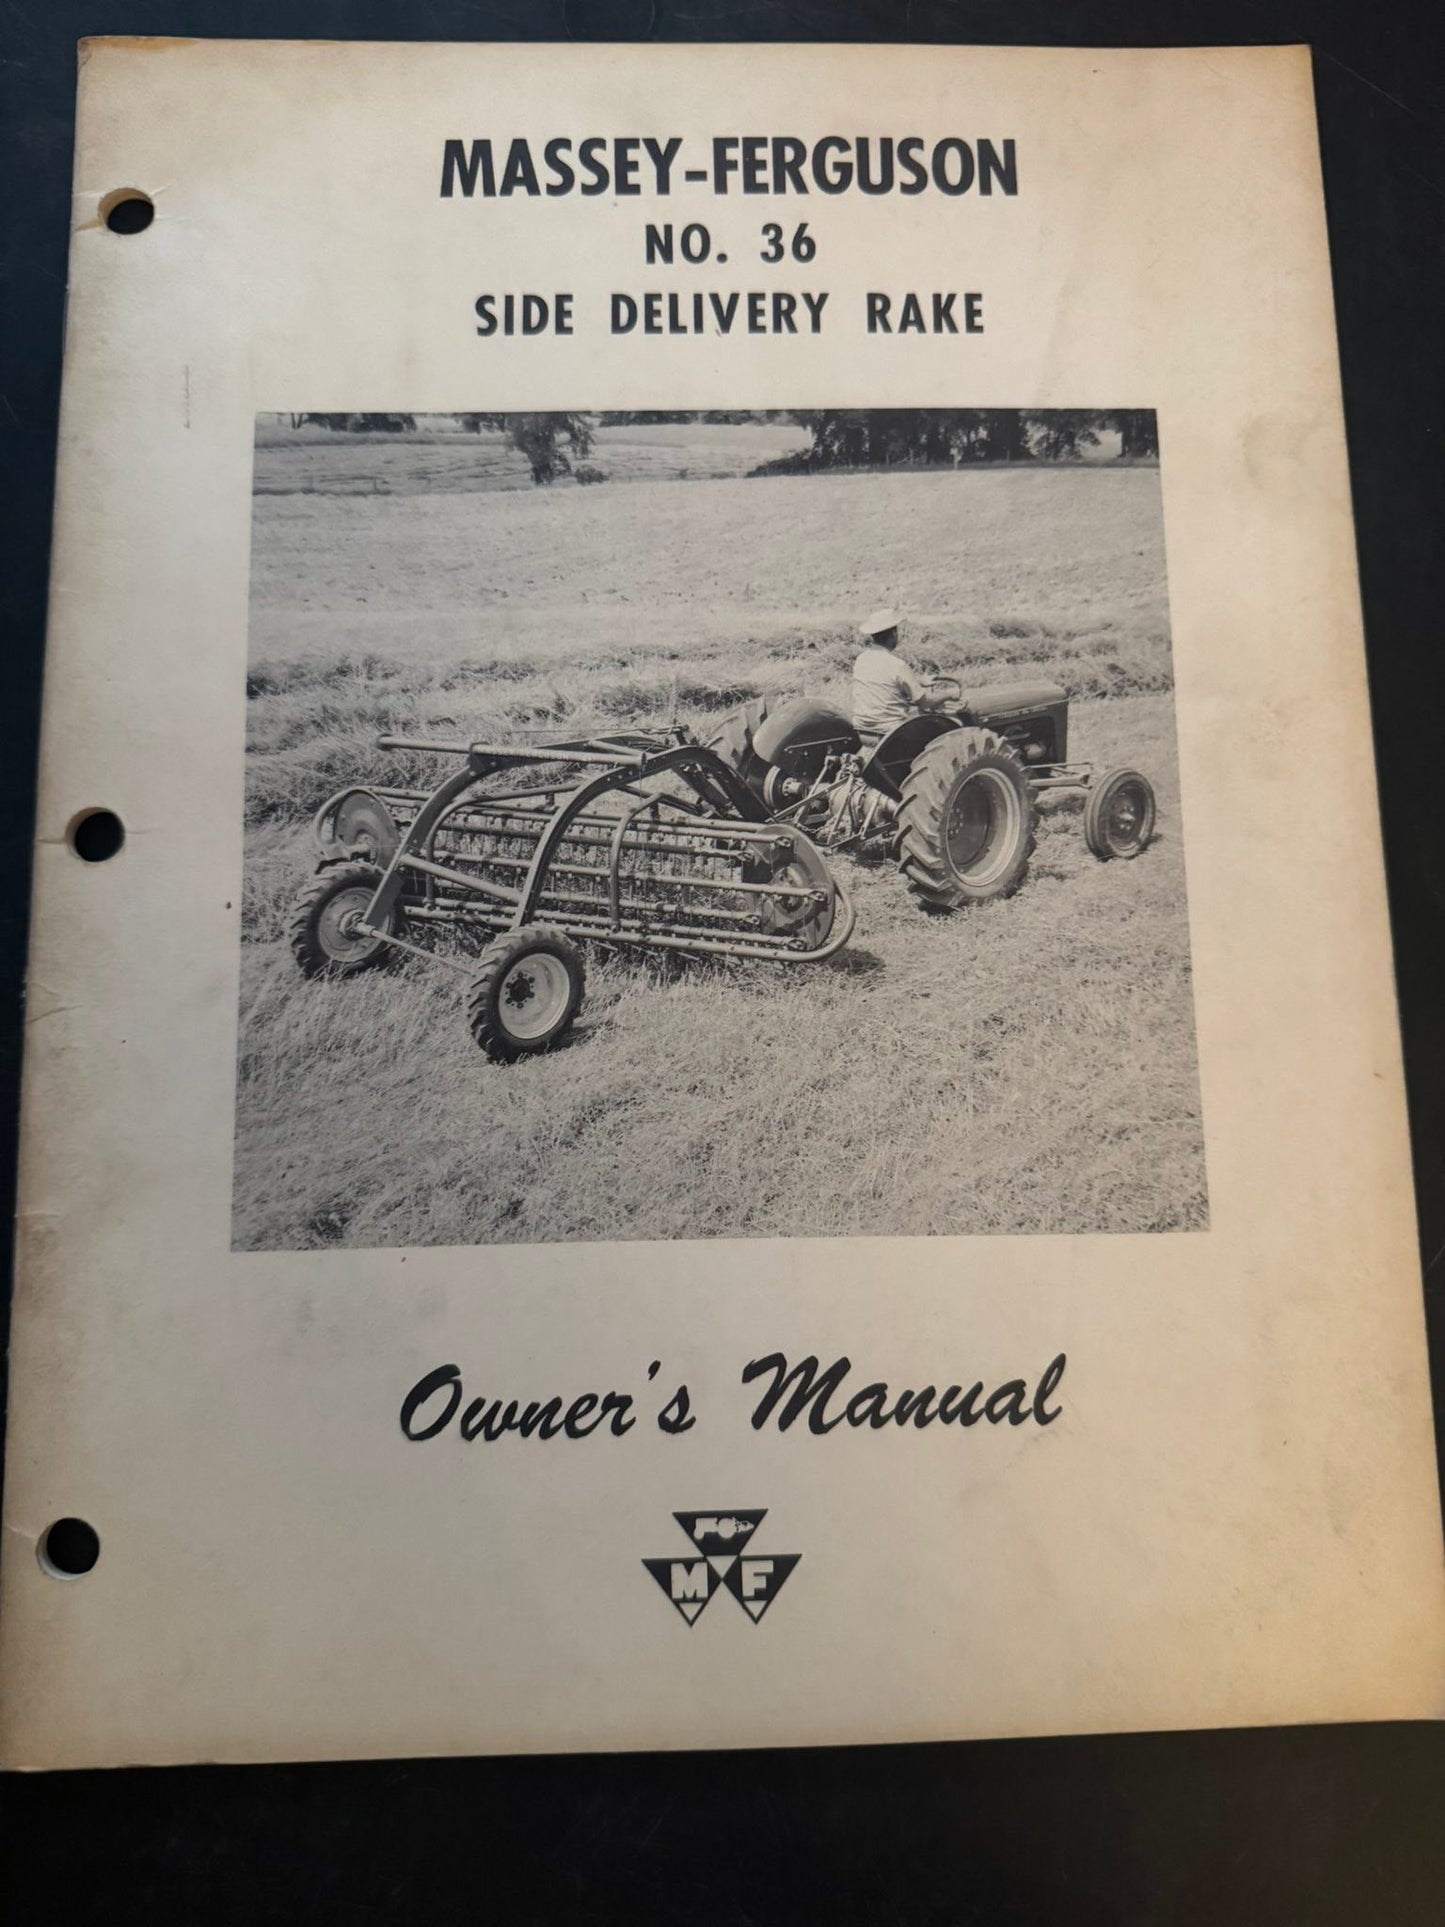 MASSEY-FERGUSON
NO. 36
SIDE DELIVERY RAKE
Owner's Manual
M F